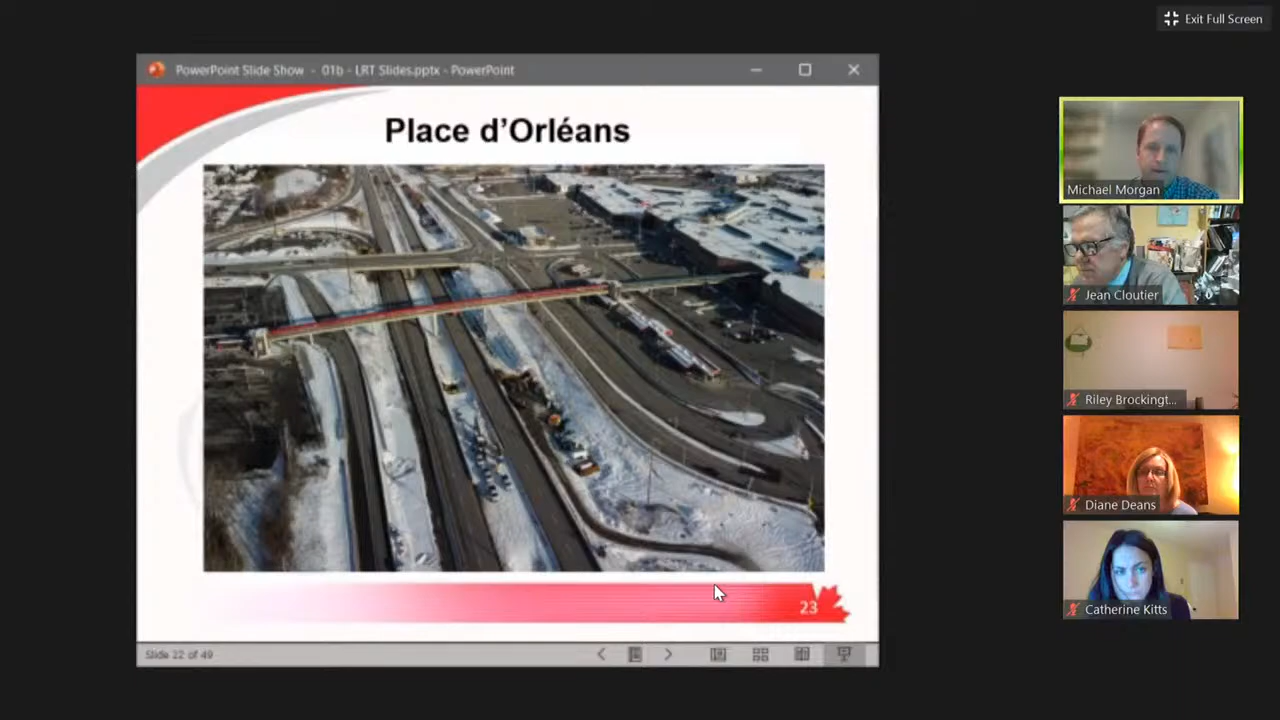 Exit Full Screen
PowerPoint Slide Show - 01b - LRT Slides.pptx - PowerPoint
Place d’Orléans
23
Slide 22 of 49
Michael Morgan
Jean Cloutier
Riley Brockingt...
Diane Deans
Catherine Kitts